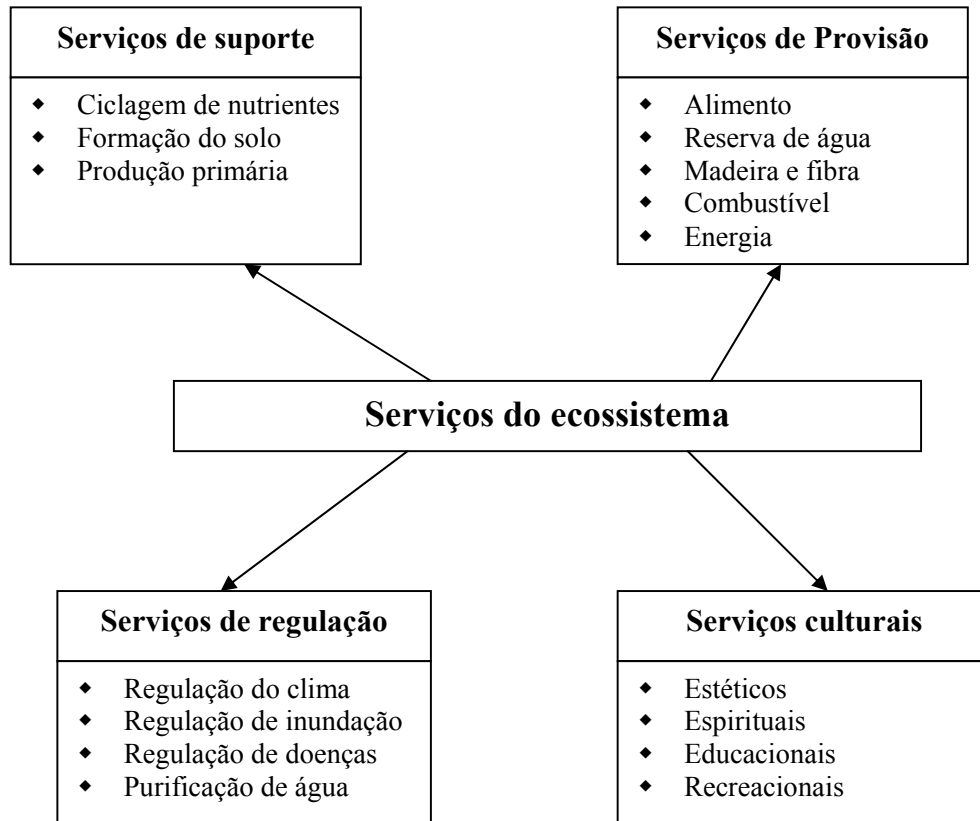 Serviços de suporte
◆ Ciclagem de nutrientes
◆ Formação do solo
◆ Produção primária
Serviços de Provisão
◆ Alimento
◆ Reserva de água
◆ Madeira e fibra
◆ Combustível
◆ Energia
Serviços do ecossistema
Serviços de regulação
◆ Regulação do clima
◆ Regulação de inundação
◆ Regulação de doenças
◆ Purificação de água
Serviços culturais
◆ Estéticos
◆ Espirituais
◆ Educacionais
◆ Recreacionais